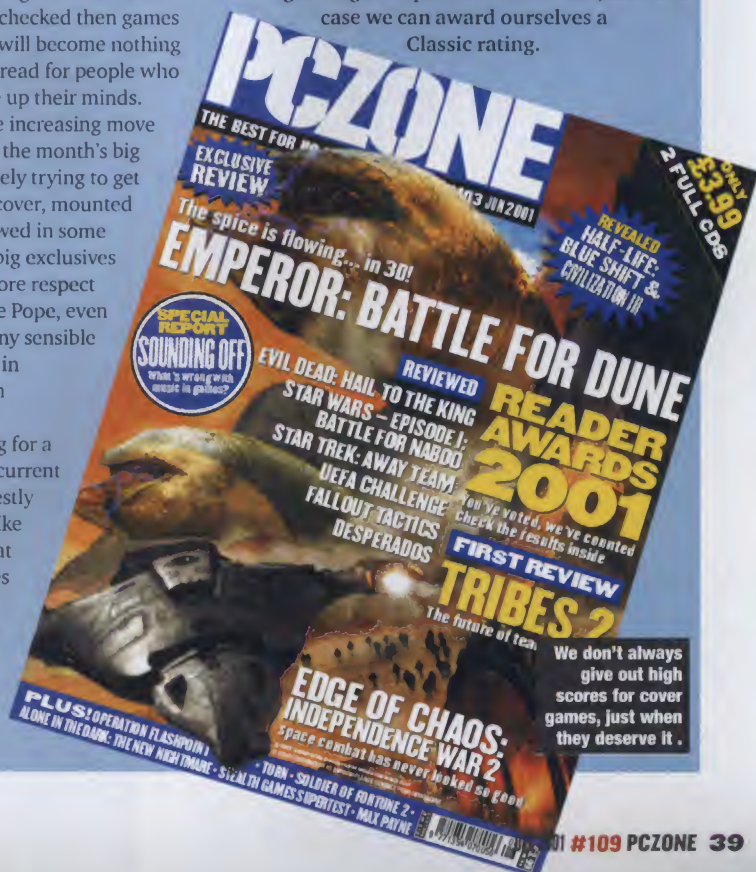 checked then games
will become nothing
read for people who
up their minds.
increasing move
the month's big
ely trying to get
cover, mounted
wed in some
big exclusives
ore respect
e Pope, even
ny sensible
in
g for a
current
estly
ke
at
es
case we can award ourselves a
Classic rating.
PCZONE
THE BEST FOR
JUN 2001
EXCLUSIVE
REVIEW
ONLY
£3.99
2 FULL CDS
REVEALED
HALF-LIFE:
BLUE SHIFT &
CIVILIZATION III
The spice is flowing... in 3D!
EMPEROR: BATTLE FOR DUNE
SPECIAL
REPORT
SOUNDING OFF
What's wrong with
music in games?
REVIEWED
EVIL DEAD: HAIL TO THE KING
STAR WARS – EPISODE I:
BATTLE FOR NABOO
STAR TREK: AWAY TEAM
UEFA CHALLENGE
FALLOUT TACTICS
DESPERADOS
READER
AWARDS
2001
You've voted, we've counted
check the results inside
FIRST REVIEW
TRIBES 2
The future of
EDGE OF CHAOS:
INDEPENDENCE WAR 2
Space combat has never looked so good
PLUS! OPERATION FLASHPOINT
• TORN • SOLDIER OF FORTUNE 2 •
ALONE IN THE DARK: THE NEW NIGHTMARE • STEALTH GAMES SUPERTEST • MAX PAYNE
We don't always
give out high
scores for cover
games, just when
they deserve it.
#109 PCZONE 39